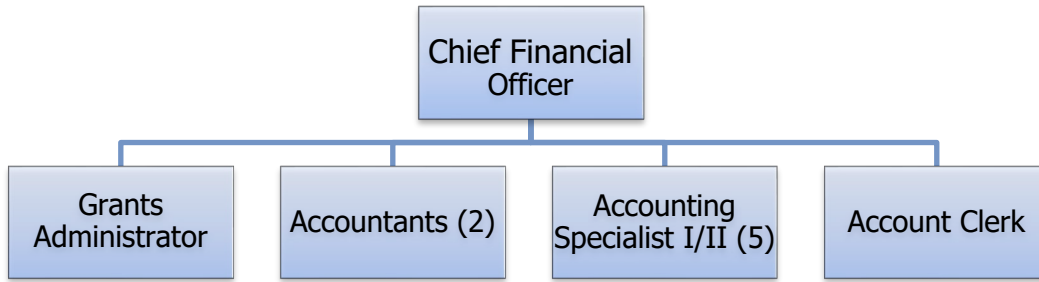 Chief Financial
Officer
Grants
Administrator
Accountants (2)
Accounting
Specialist I/II (5)
Account Clerk